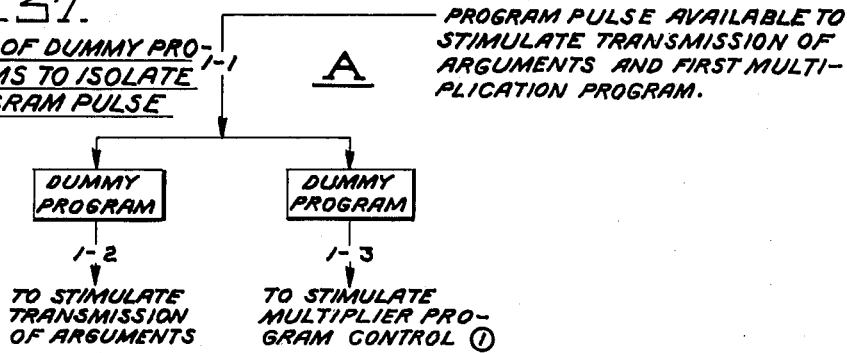 OF DUMMY PRO-
TO ISOLATE
PULSE
1-1
A
PROGRAM PULSE AVAILABLE TO
STIMULATE TRANSMISSION OF
ARGUMENTS AND FIRST MULTI-
PLICATION PROGRAM.
DUMMY
PROGRAM
DUMMY
PROGRAM
1-2
1-3
TO STIMULATE
TRANSMISSION
OF ARGUMENTS
TO STIMULATE
MULTIPLIER PRO-
GRAM CONTROL ①